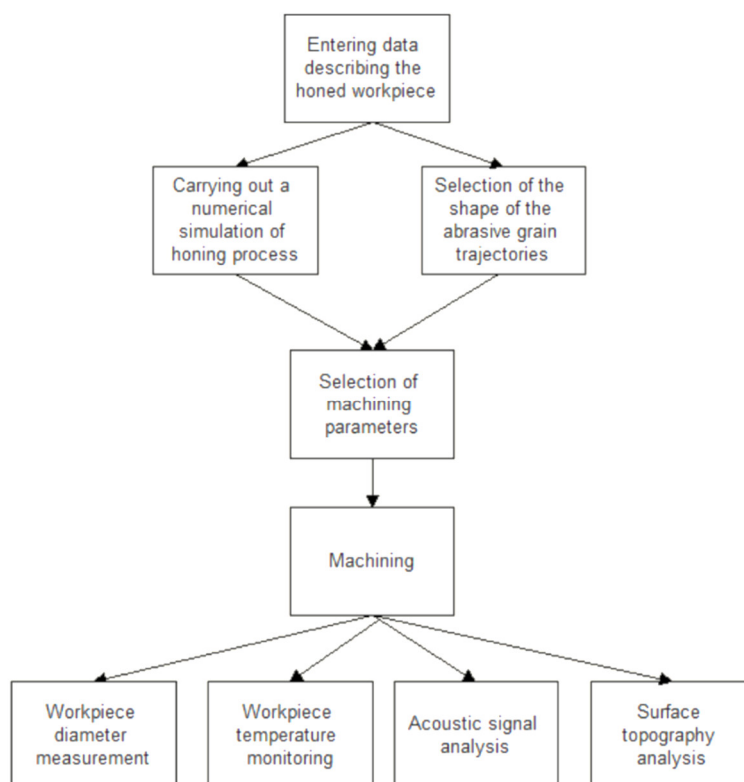 Entering data
describing the
honed workpiece
Carrying out a
numerical
simulation of
honing process
Selection of the
shape of the
abrasive grain
trajectories
Selection of
machining
parameters
Machining
Workpiece
diameter
measurement
Workpiece
temperature
monitoring
Acoustic signal
analysis
Surface
topography
analysis